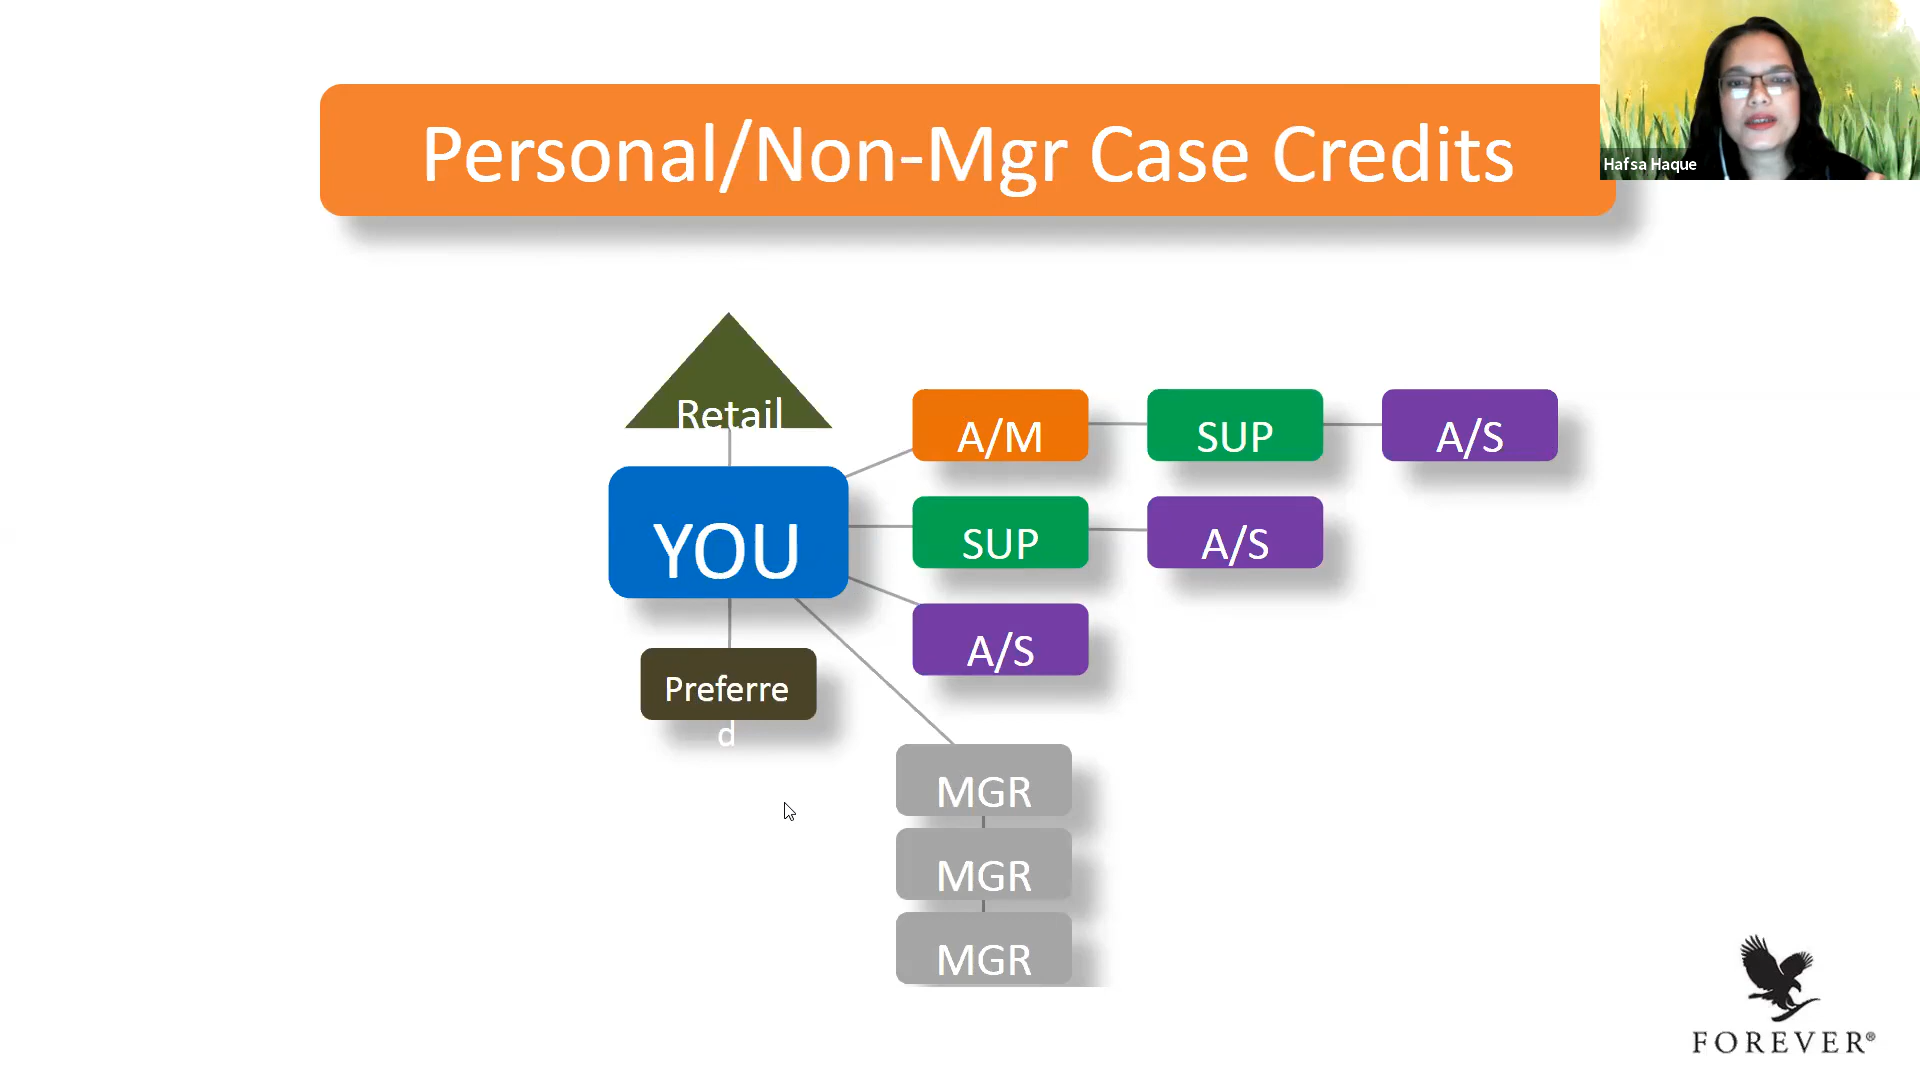 Personal/Non-Mgr Case Credits
Hafsa Haque
Retail
A/M
SUP
A/S
YOU
SUP
A/S
A/S
Preferre
d
MGR
MGR
MGR
FOREVER®